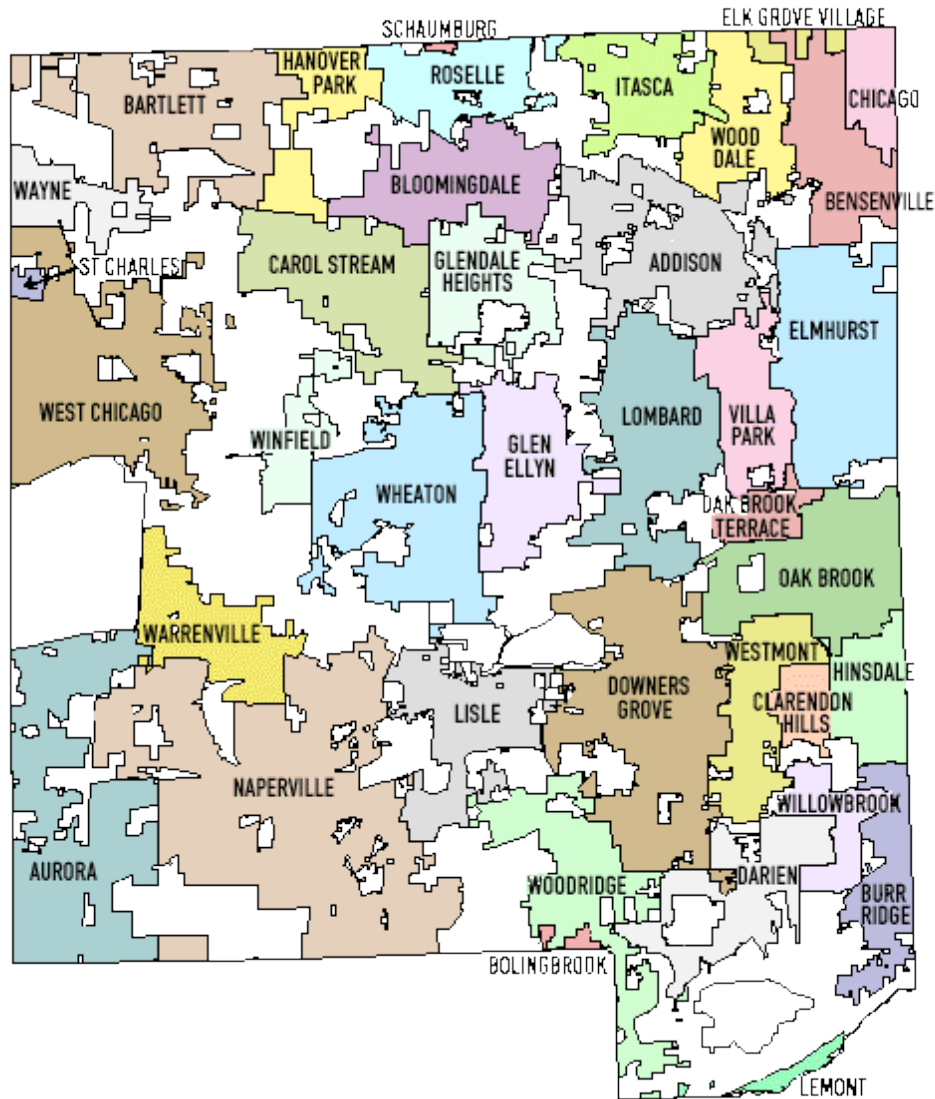 SCHAUMBURG
ELK GROVE VILLAGE
HANOVER
PARK
ROSELLE
ITASCA
BARTLETT
CHICAGO
WOOD
DALE
WAYNE
BLOOMINGDALE
BENSENVILLE
ST CHARLES
CAROL STREAM
GLENDALE
HEIGHTS
ADDISON
ELMHURST
WEST CHICAGO
LOMBARD
VILLA
PARK
WINFIELD
GLEN
ELLYN
WHEATON
OAK BROOK
TERRACE
OAK BROOK
WARRENVILLE
WESTMONT
HINSDALE
DOWNERS
GROVE
CLARENDON
HILLS
LISLE
NAPERVILLE
WILLOWBROOK
AURORA
WOODRIDGE
DARIEN
BURR
RIDGE
BOLINGBROOK
LEMONT